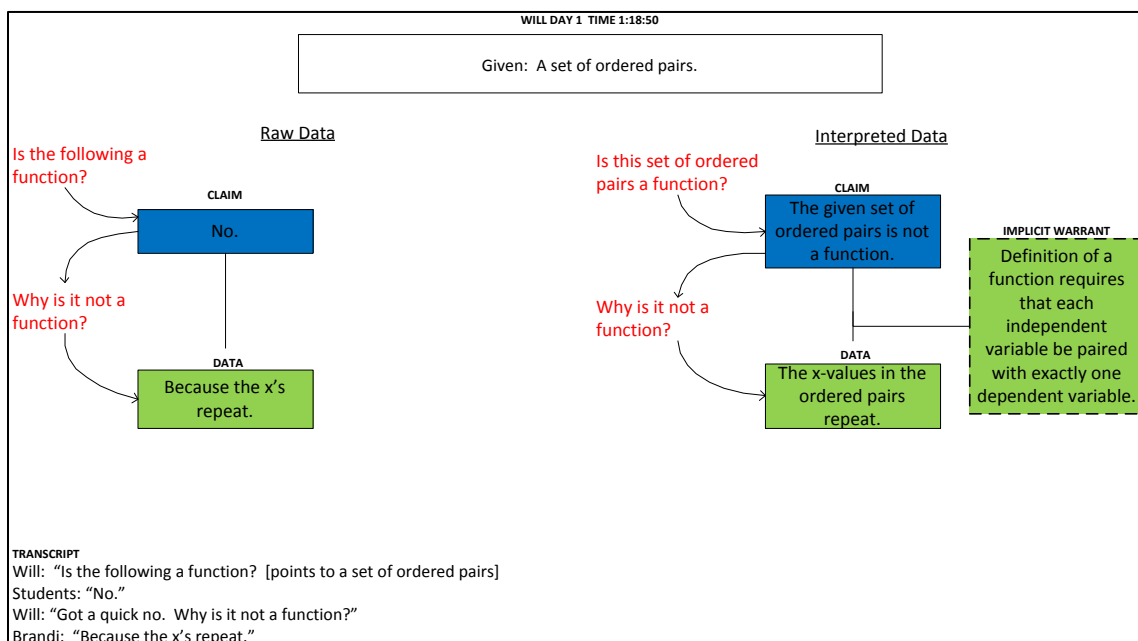 WILL DAY 1 TIME 1:18:50
Given: A set of ordered pairs.
Raw Data
Is the following a
function?
CLAIM
No.
Why is it not a
function?
DATA
Because the x’s
repeat.
Interpreted Data
Is this set of ordered
pairs a function?
CLAIM
The given set of
ordered pairs is not
a function.
Why is it not a
function?
DATA
The x-values in the
ordered pairs
repeat.
IMPLICIT WARRANT
Definition of a
function requires
that each
independent
variable be paired
with exactly one
dependent variable.
TRANSCRIPT
Will: “Is the following a function? [points to a set of ordered pairs]
Students: “No.”
Will: “Got a quick no. Why is it not a function?”
Brandi: “Because the x’s repeat.”